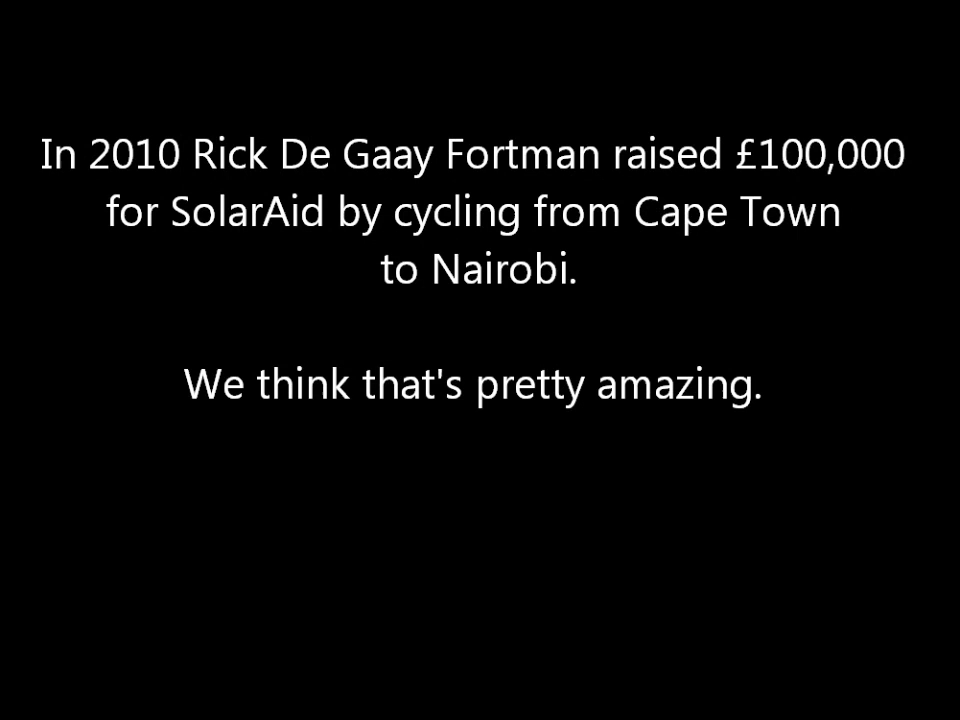 In 2010 Rick De Gaay Fortman raised £100,000
for SolarAid by cycling from Cape Town
to Nairobi.
We think that's pretty amazing.